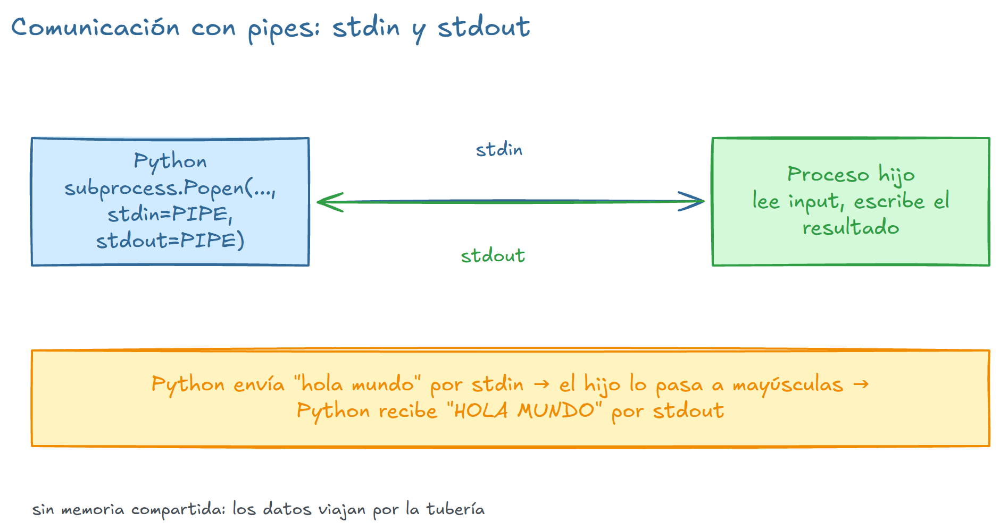 Comunicación con pipes: stdin y stdout
stdin
Python
subprocess.Popen(...,
stdin=PIPE,
stdout=PIPE)
Proceso hijo
lee input, escribe el
resultado
stdout
Python envía "hola mundo" por stdin → el hijo lo pasa a mayúsculas →
Python recibe "HOLA MUNDO" por stdout
sin memoria compartida: los datos viajan por la tubería